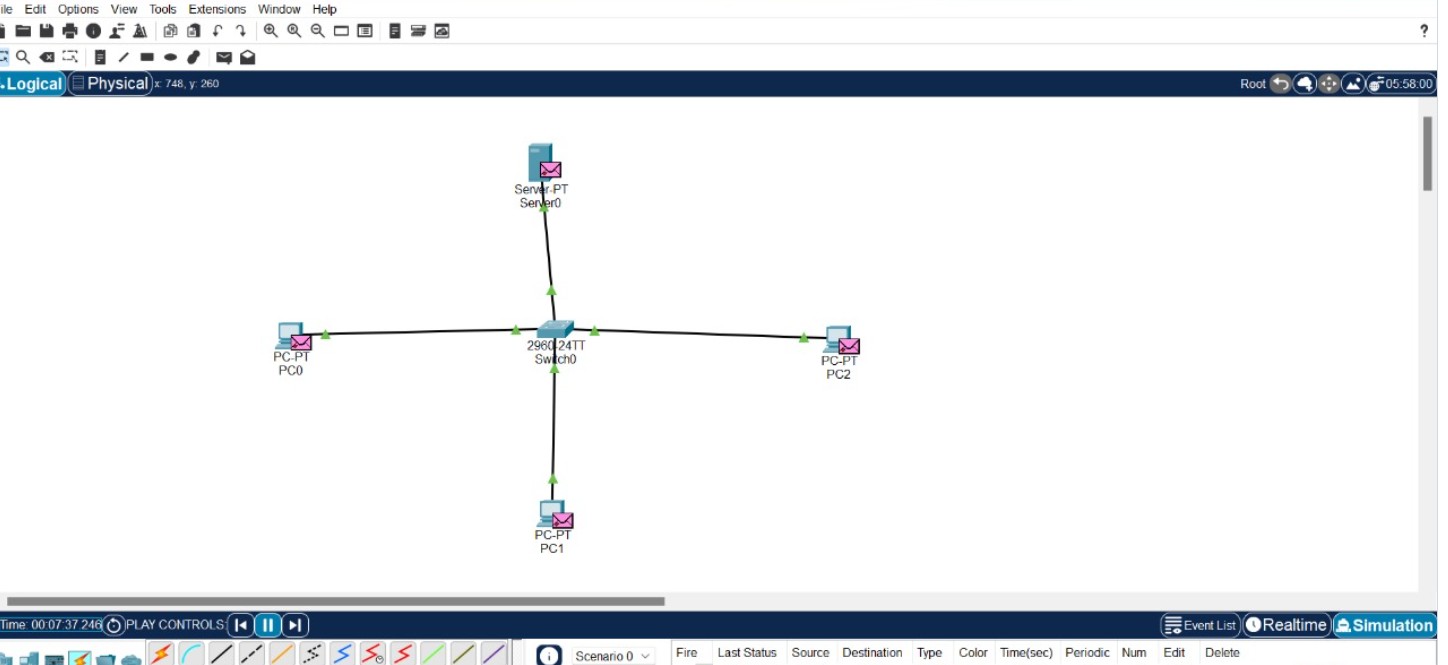 ile Edit Options View Tools Extensions Window Help
?
Logical Physical x: 748, y: 260 Root 05:58:00
Server-PT
Server0
PC-PT
PC0
2960-24TT
Switch0
PC-PT
PC2
PC-PT
PC1
Time: 00:07:37.246 PLAY CONTROLS: Event List Realtime Simulation
Scenario 0 Fire Last Status Source Destination Type Color Time(sec) Periodic Num Edit Delete